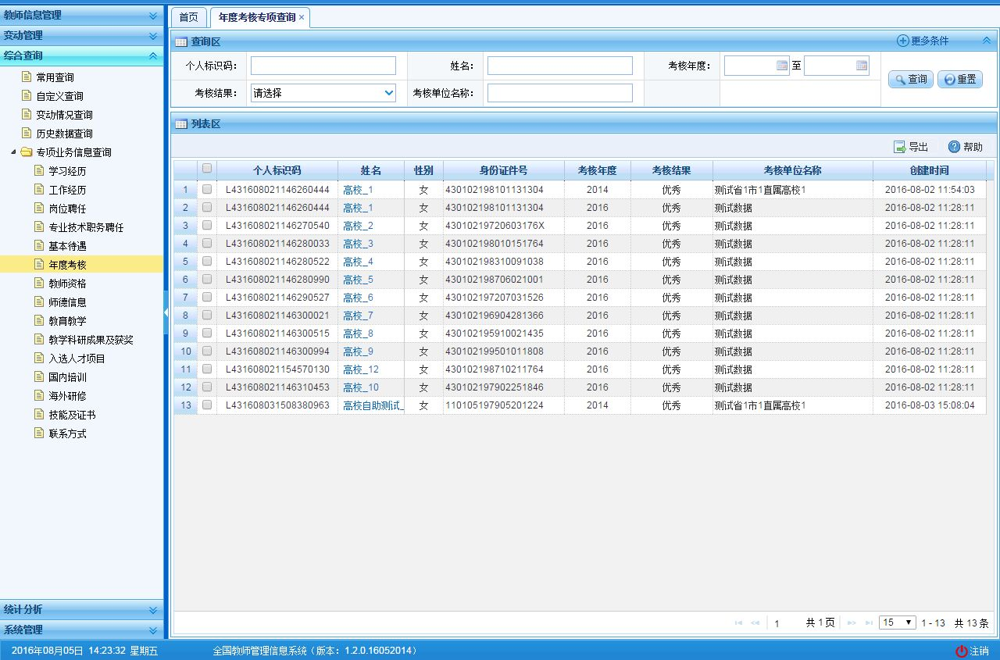 教师信息管理
变动管理
综合查询
常用查询
自定义查询
变动情况查询
历史数据查询
专项业务信息查询
学习经历
工作经历
岗位聘任
专业技术职务聘任
基本待遇
年度考核
教师资格
师德信息
教育教学
教学科研成果及获奖
入选人才项目
国内培训
海外研修
技能及证书
联系方式
统计分析
系统管理
首页 年度考核专项查询 ×
查询区 更多条件
个人标识码： 姓名： 考核年度： 至 查询 重置
考核结果： 请选择 考核单位名称：
列表区
导出 帮助
个人标识码 姓名 性别 身份证件号 考核年度 考核结果 考核单位名称 创建时间
1 L431608021146260444 高校_1 女 430102198101131304 2014 优秀 测试省1市1直属高校1 2016-08-02 11:54:03
2 L431608021146260444 高校_1 女 430102198101131304 2016 优秀 测试数据 2016-08-02 11:28:11
3 L431608021146270540 高校_2 女 43010219720603176X 2016 优秀 测试数据 2016-08-02 11:28:11
4 L431608021146280033 高校_3 女 430102198010151764 2016 优秀 测试数据 2016-08-02 11:28:11
5 L431608021146280522 高校_4 女 430102198310091038 2016 优秀 测试数据 2016-08-02 11:28:11
6 L431608021146280990 高校_5 女 430102198706021001 2016 优秀 测试数据 2016-08-02 11:28:11
7 L431608021146290527 高校_6 女 430102197207031526 2016 优秀 测试数据 2016-08-02 11:28:11
8 L431608021146300021 高校_7 女 430102196904281366 2016 优秀 测试数据 2016-08-02 11:28:11
9 L431608021146300515 高校_8 女 430102195910021435 2016 优秀 测试数据 2016-08-02 11:28:11
10 L431608021146300994 高校_9 女 430102199501011808 2016 优秀 测试数据 2016-08-02 11:28:11
11 L431608021154570130 高校_12 女 430102198710211764 2016 优秀 测试数据 2016-08-02 11:28:11
12 L431608021146310453 高校_10 女 430102197902251846 2016 优秀 测试数据 2016-08-02 11:28:11
13 L431608031508380963 高校自助测试_ 女 110105197905201224 2014 优秀 测试省1市1直属高校1 2016-08-03 15:08:04
1 共 1 页 15 1 - 13 共 13 条
2016年08月05日 14:23:32 星期五 全国教师管理信息系统（版本：1.2.0.16052014） 注销